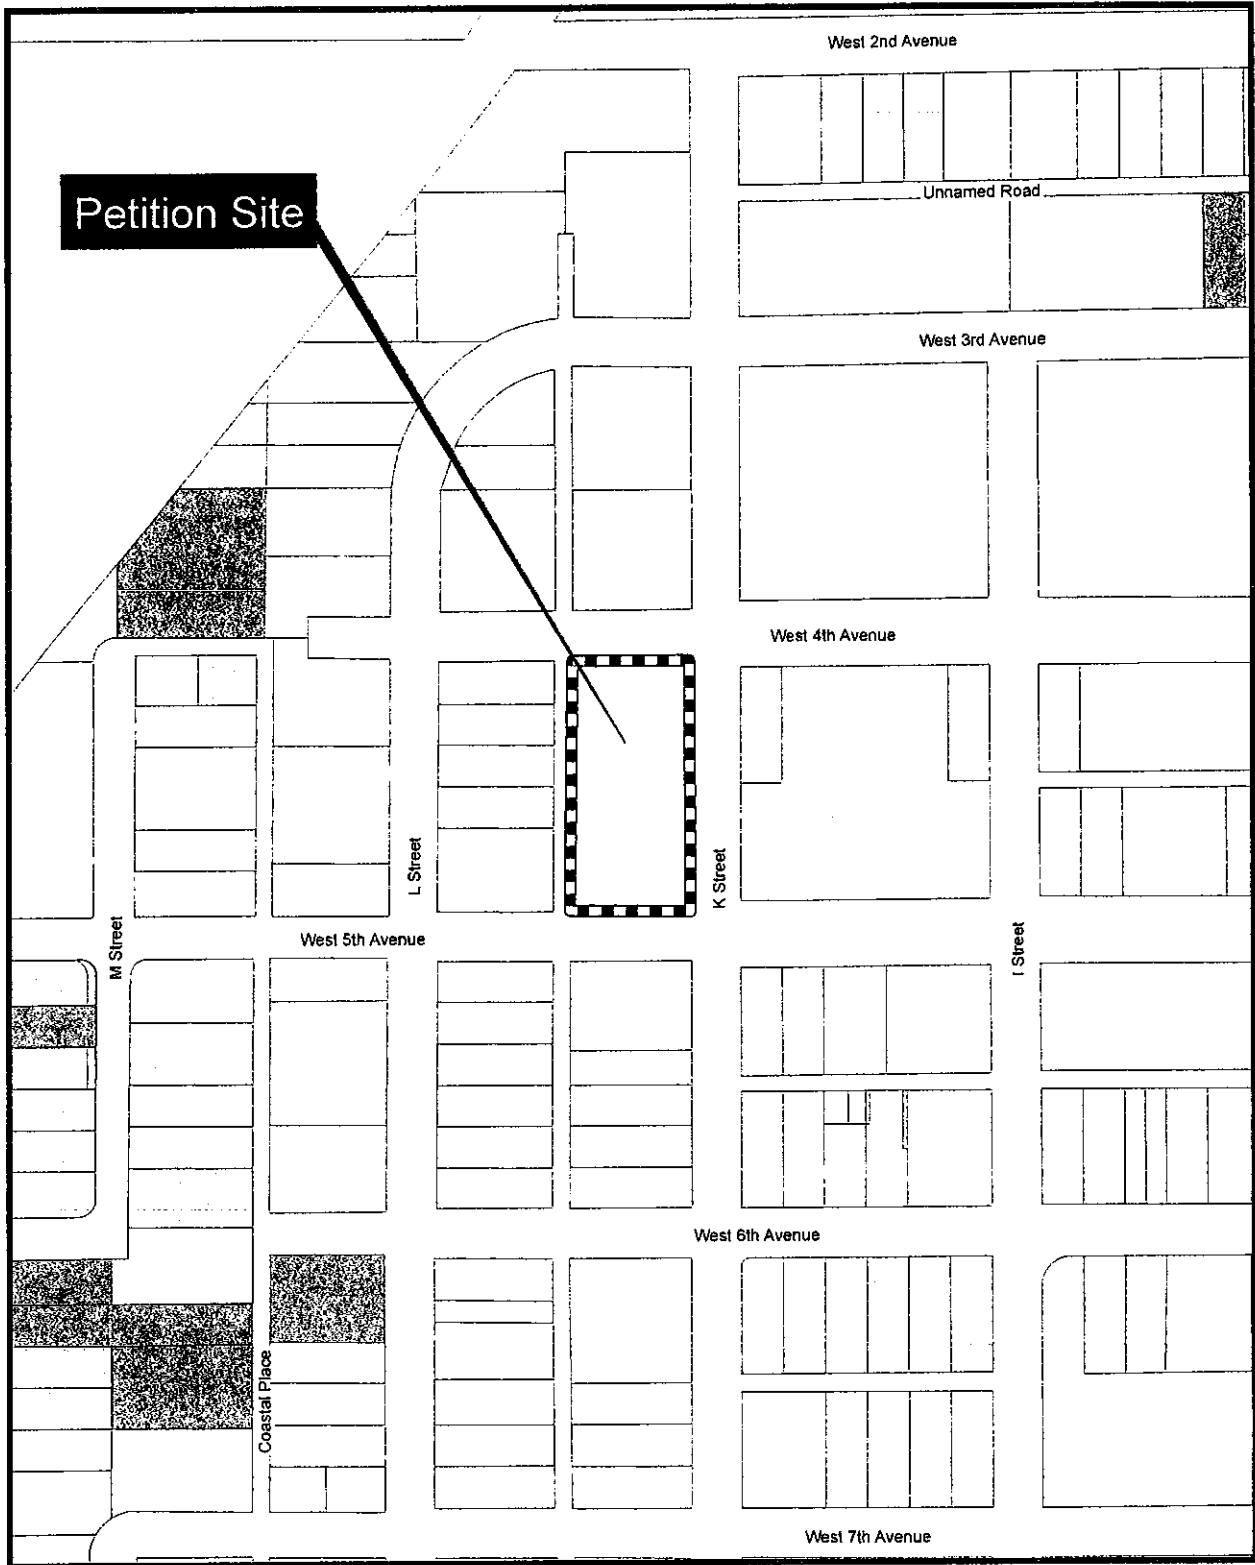 West 2nd Avenue
Unnamed Road
Petition Site
West 3rd Avenue
West 4th Avenue
L Street
K Street
M Street
West 5th Avenue
I Street
West 6th Avenue
Coastal Place
West 7th Avenue